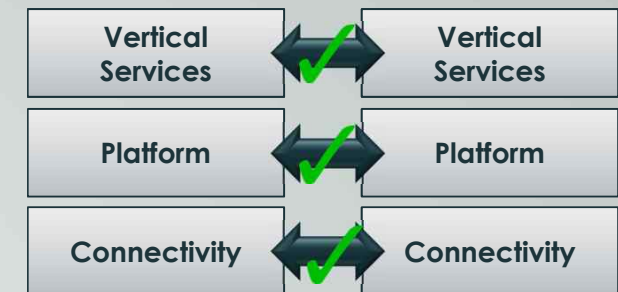 Vertical
Services
Vertical
Services
Platform
Platform
Connectivity
Connectivity